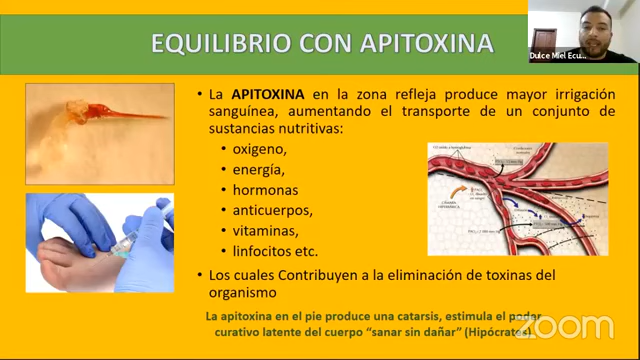 EQUILIBRIO CON APITOXINA
Dulce Miel Ecu...
• La APITOXINA en la zona refleja produce mayor irrigación
sanguínea, aumentando el transporte de un conjunto de
sustancias nutritivas:
• oxigeno,
• energía,
• hormonas
• anticuerpos,
• vitaminas,
• linfocitos etc.
• Los cuales Contribuyen a la eliminación de toxinas del
organismo
La apitoxina en el pie produce una catarsis, estimula el poder
curativo latente del cuerpo “sanar sin dañar” (Hipócrates)
zoom